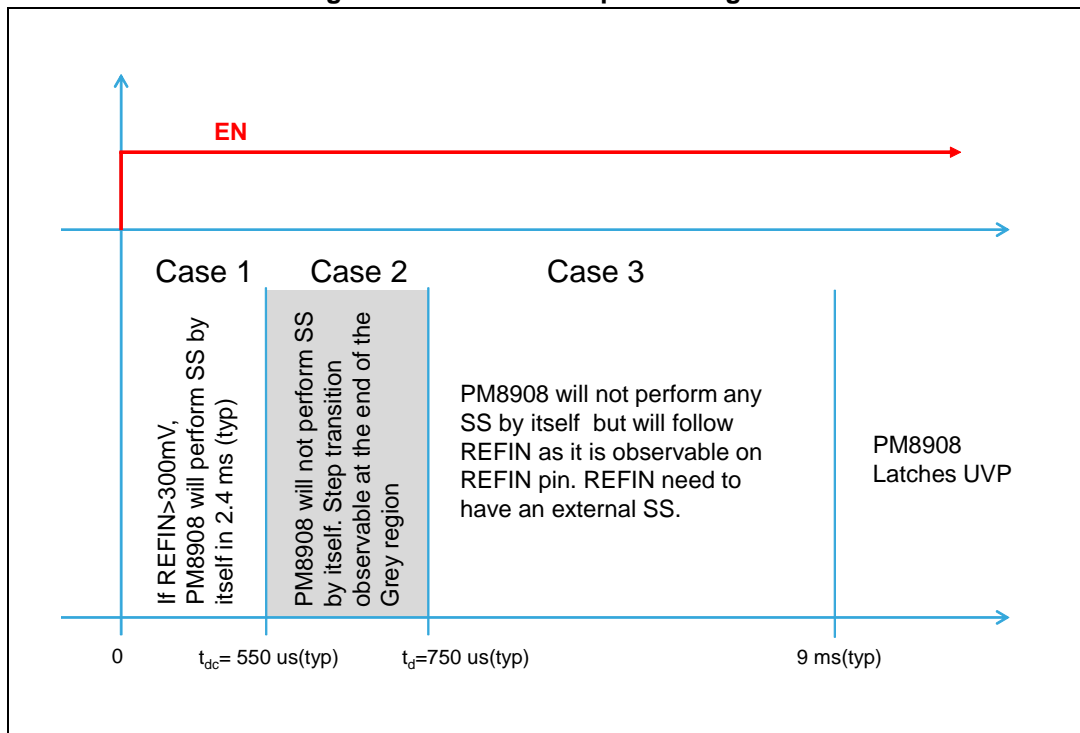 EN
Case 1
Case 2
Case 3
If REFIN>300mV,
PM8908 will perform SS by
itself in 2.4 ms (typ)
PM8908 will not perform SS
by itself. Step transition
observable at the end of the
Grey region
PM8908 will not perform any
SS by itself but will follow
REFIN as it is observable on
REFIN pin. REFIN need to
have an external SS.
PM8908
Latches UVP
0
tdc= 550 us(typ)
td=750 us(typ)
9 ms(typ)